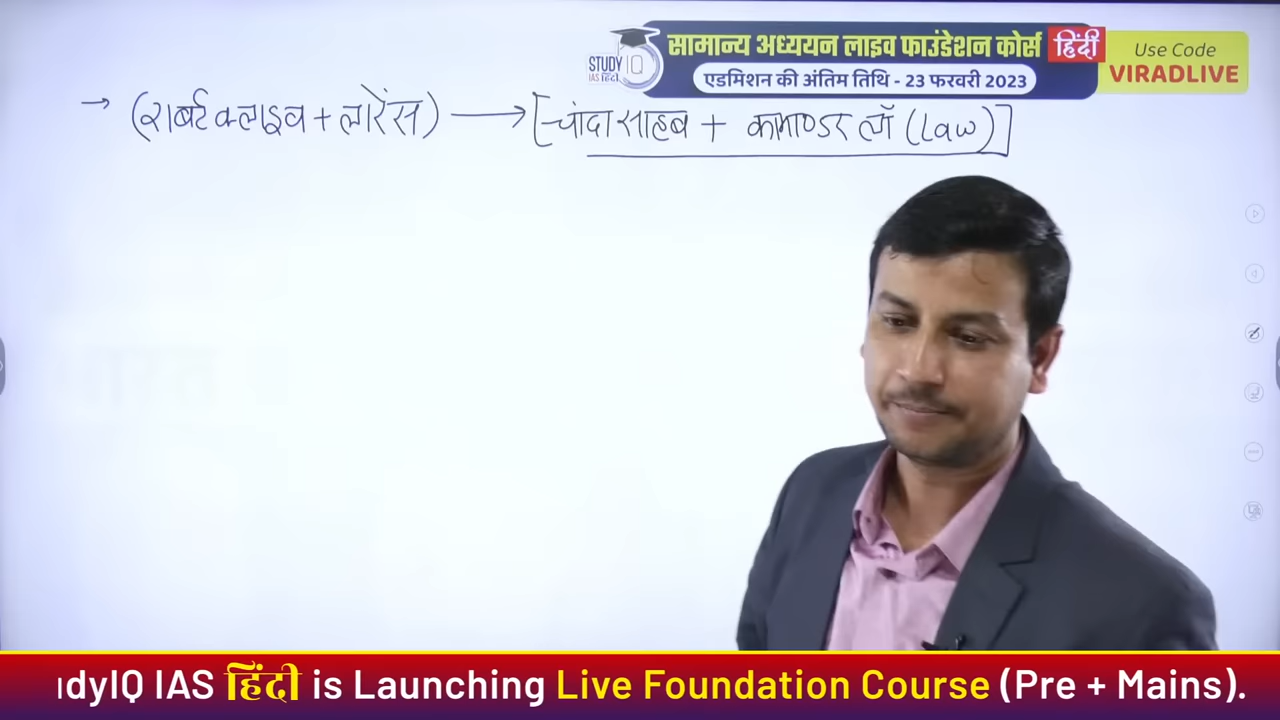 सामान्य अध्ययन लाइव फाउंडेशन कोर्स हिंदी
STUDY IQ
IAS हिंदी
एडमिशन की अंतिम तिथि - 23 फरवरी 2023
Use Code
VIRADLIVE
→ (राबर्ट क्लाइव + लारेंस) → [चांदा साहब + कमाण्डर लॉ (Law)]
dyIQ IAS हिंदी is Launching Live Foundation Course (Pre + Mains).